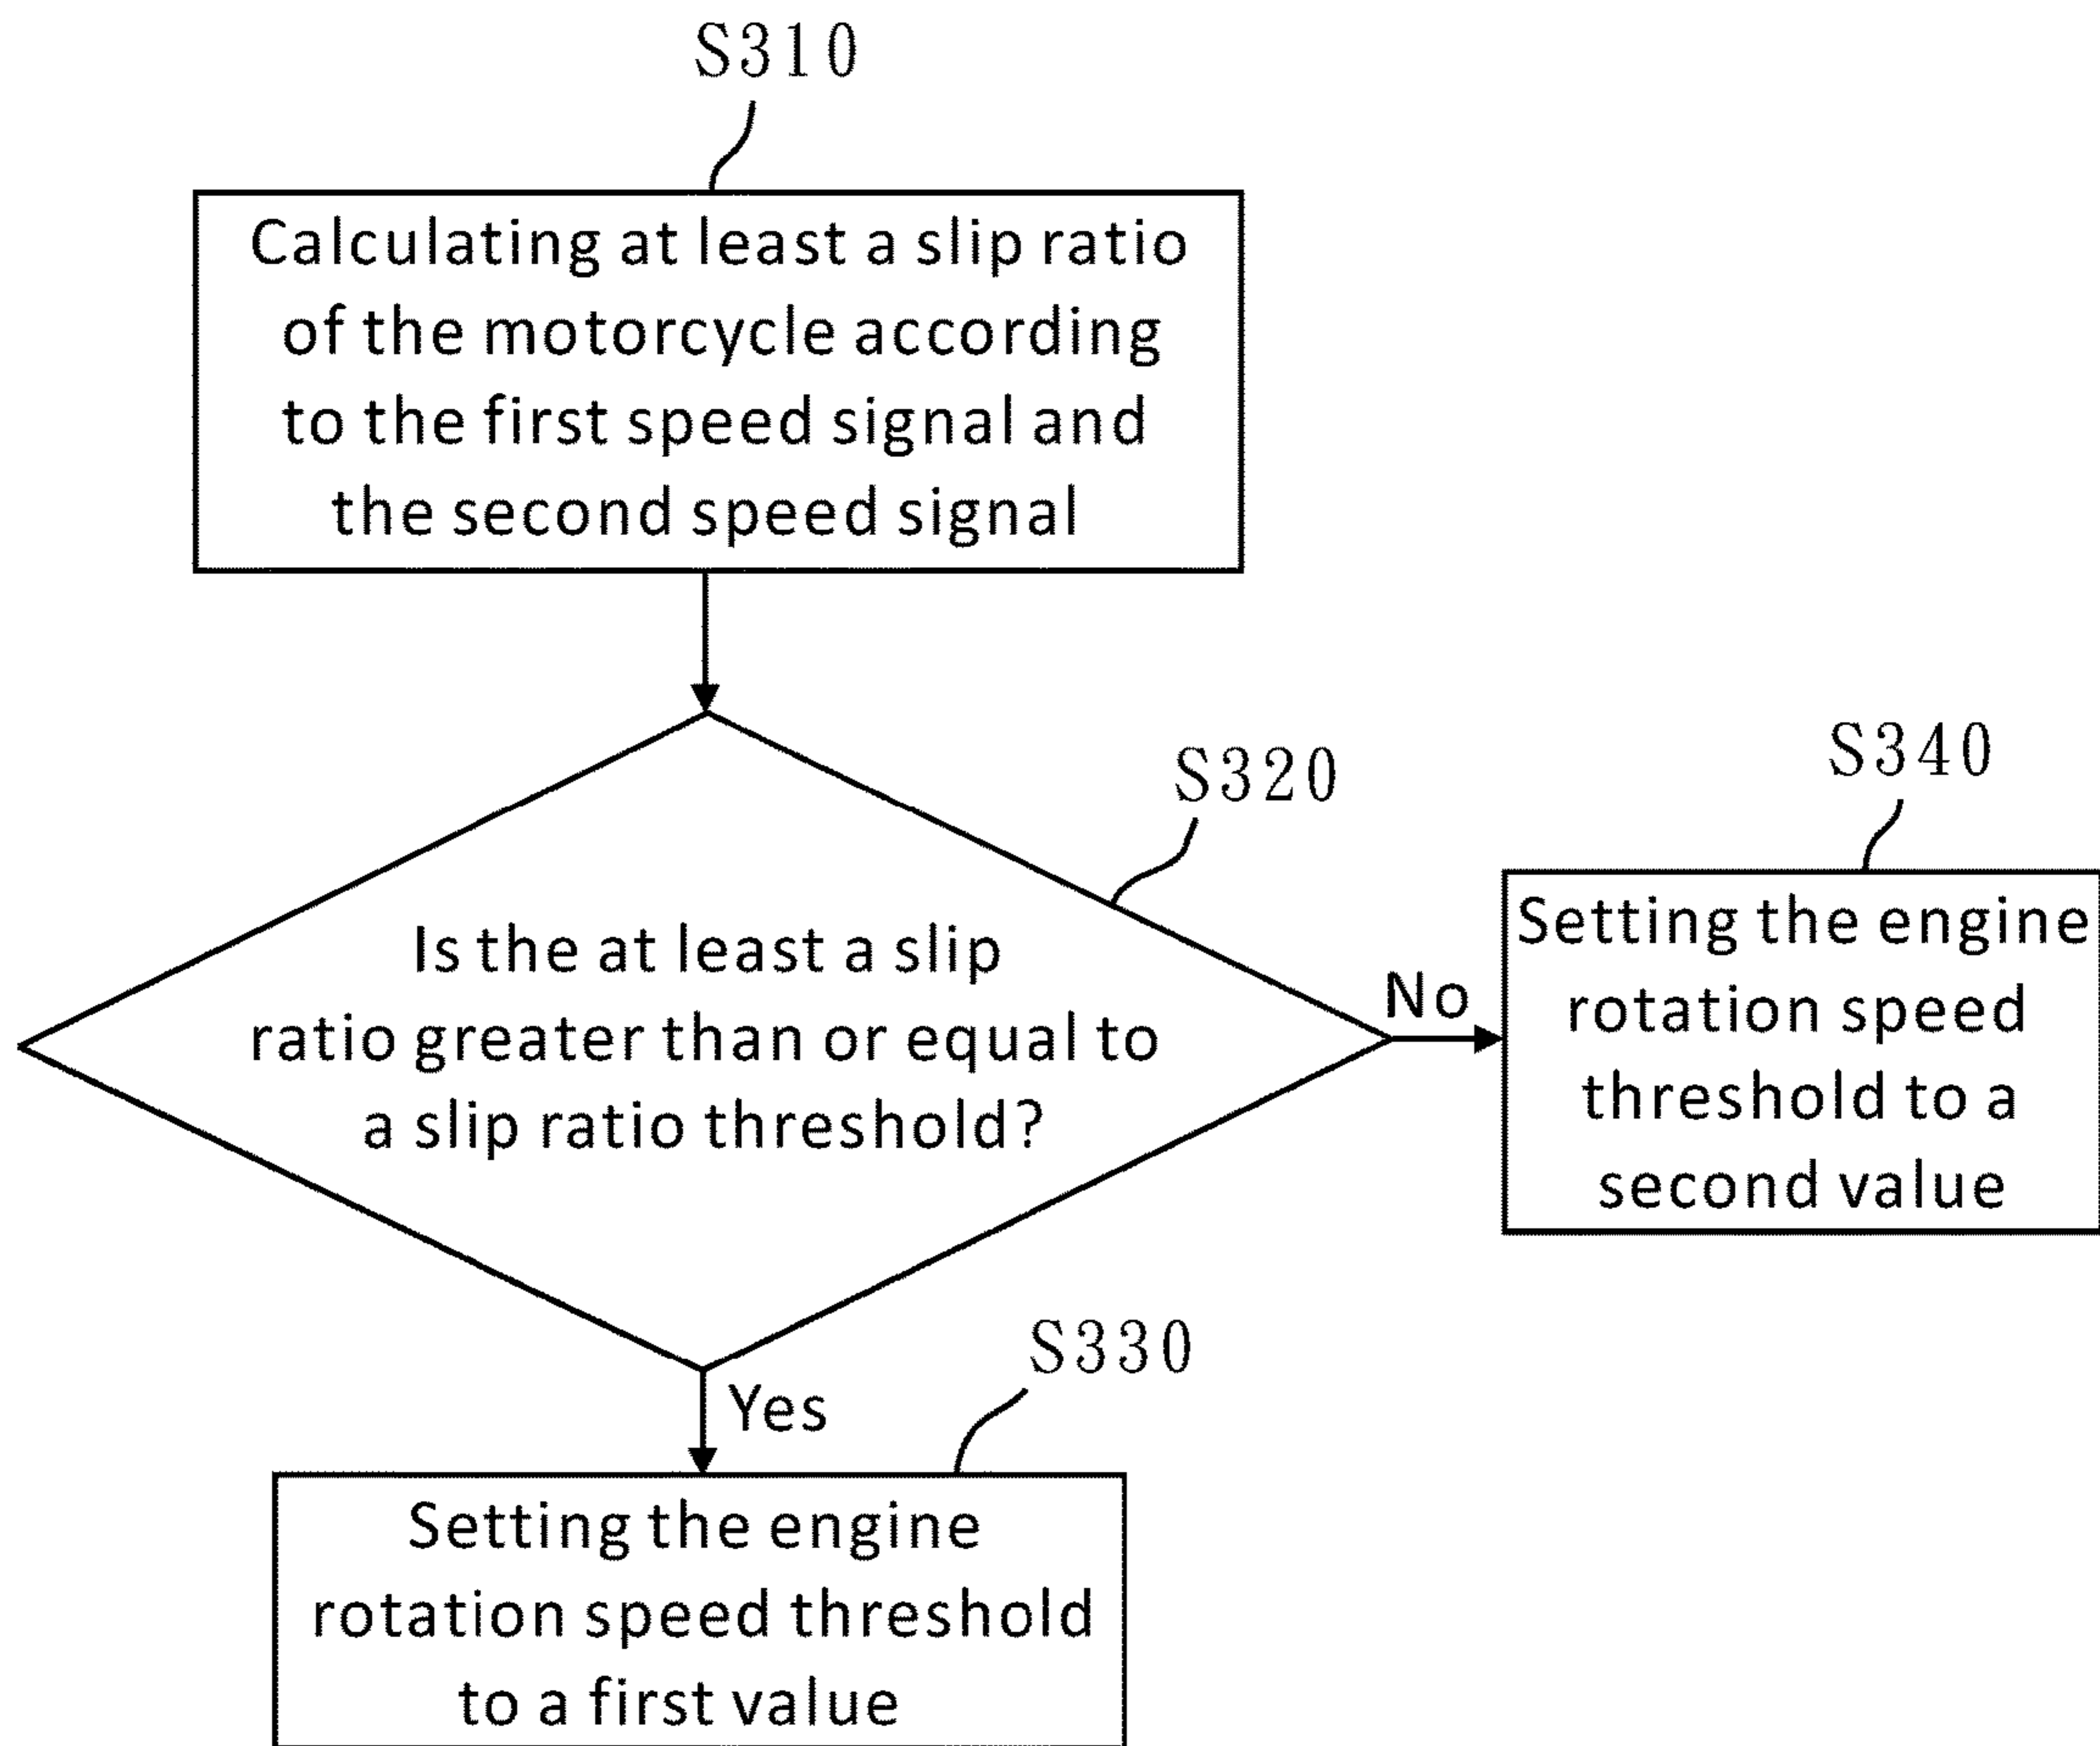 S310
Calculating at least a slip ratio
of the motorcycle according
to the first speed signal and
the second speed signal
S320
Is the at least a slip
ratio greater than or equal to
a slip ratio threshold?
No
S340
Setting the engine
rotation speed
threshold to a
second value
Yes
S330
Setting the engine
rotation speed threshold
to a first value